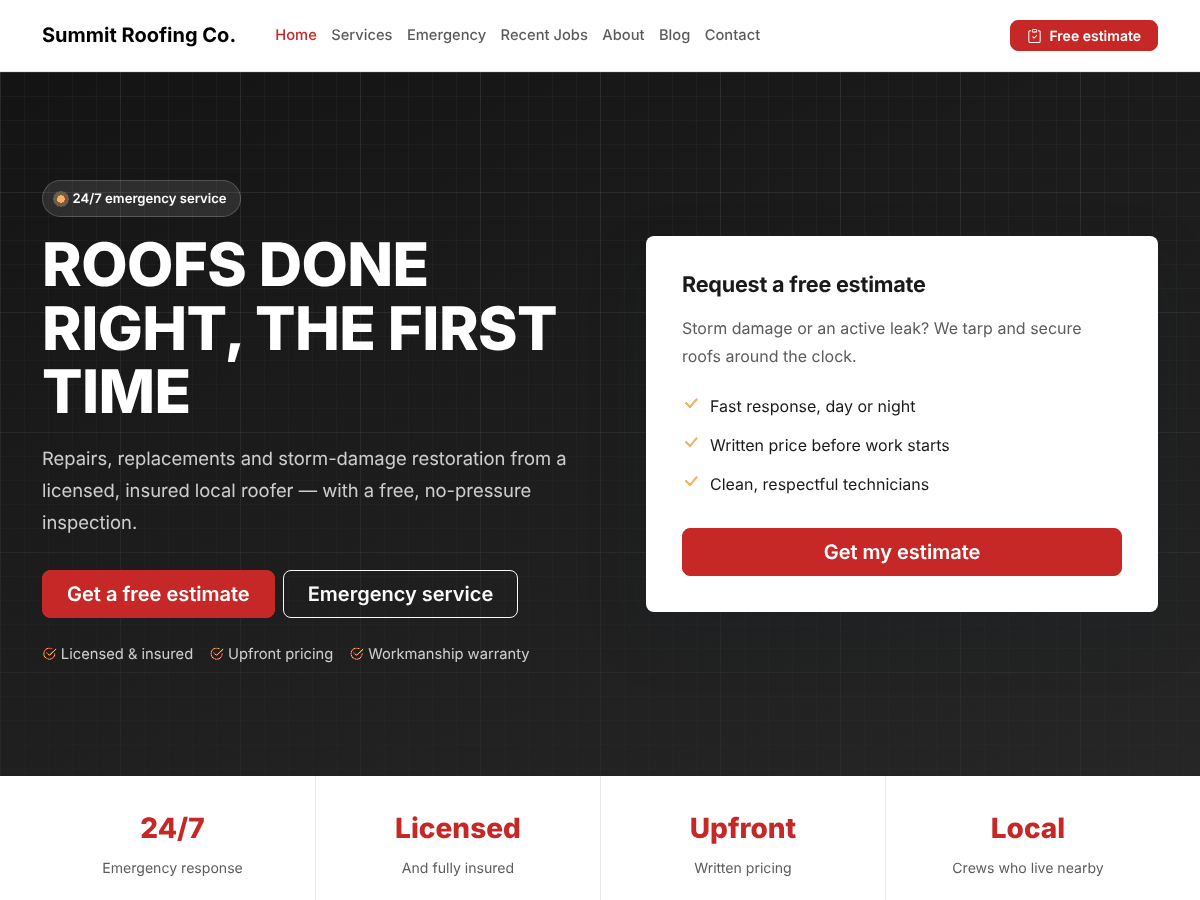 Summit Roofing Co.
Home Services Emergency Recent Jobs About Blog Contact
Free estimate
24/7 emergency service
ROOFS DONE
RIGHT, THE FIRST
TIME
Repairs, replacements and storm-damage restoration from a
licensed, insured local roofer — with a free, no-pressure
inspection.
Get a free estimate
Emergency service
Licensed & insured
Upfront pricing
Workmanship warranty
Request a free estimate
Storm damage or an active leak? We tarp and secure
roofs around the clock.
Fast response, day or night
Written price before work starts
Clean, respectful technicians
Get my estimate
24/7
Emergency response
Licensed
And fully insured
Upfront
Written pricing
Local
Crews who live nearby